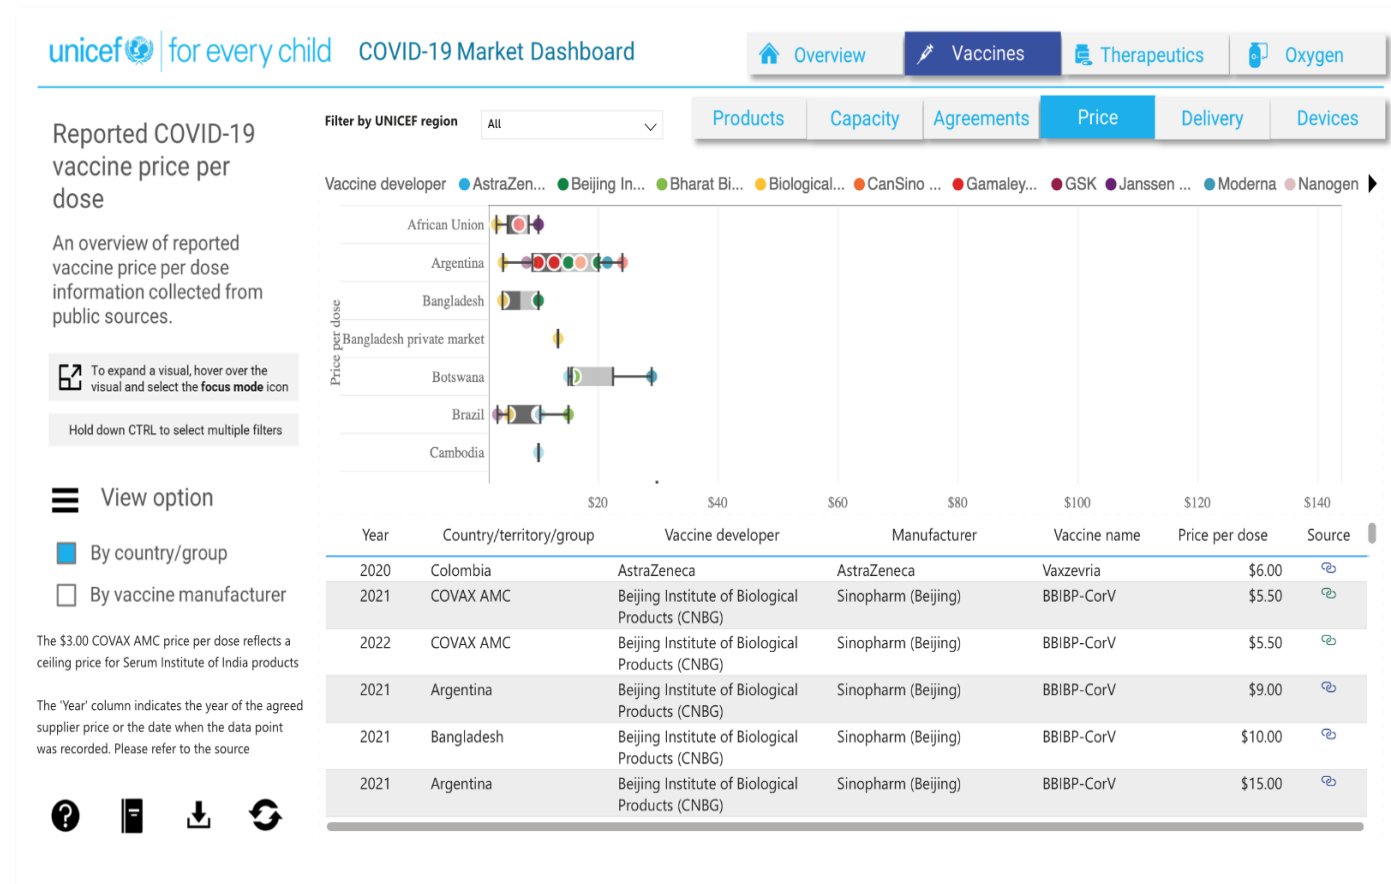 unicef for every child COVID-19 Market Dashboard
Overview Vaccines Therapeutics Oxygen
Products Capacity Agreements Price Delivery Devices
Reported COVID-19
vaccine price per
dose
An overview of reported
vaccine price per dose
information collected from
public sources.
To expand a visual, hover over the
visual and select the focus mode icon
Hold down CTRL to select multiple filters
View option
By country/group
By vaccine manufacturer
The $3.00 COVAX AMC price per dose reflects a
ceiling price for Serum Institute of India products
The 'Year' column indicates the year of the agreed
supplier price or the date when the data point
was recorded. Please refer to the source
Filter by UNICEF region All
Vaccine developer AstraZen... Beijing In... Bharat Bi... Biological... CanSino ... Gamaley... GSK Janssen ... Moderna Nanogen
Price per dose
African Union
Argentina
Bangladesh
Bangladesh private market
Botswana
Brazil
Cambodia
$20 $40 $60 $80 $100 $120 $140
Year Country/territory/group Vaccine developer Manufacturer Vaccine name Price per dose Source
2020 Colombia AstraZeneca AstraZeneca Vaxzevria $6.00
2021 COVAX AMC Beijing Institute of Biological Sinopharm (Beijing) BBIBP-CorV $5.50
Products (CNBG)
2022 COVAX AMC Beijing Institute of Biological Sinopharm (Beijing) BBIBP-CorV $5.50
Products (CNBG)
2021 Argentina Beijing Institute of Biological Sinopharm (Beijing) BBIBP-CorV $9.00
Products (CNBG)
2021 Bangladesh Beijing Institute of Biological Sinopharm (Beijing) BBIBP-CorV $10.00
Products (CNBG)
2021 Argentina Beijing Institute of Biological Sinopharm (Beijing) BBIBP-CorV $15.00
Products (CNBG)